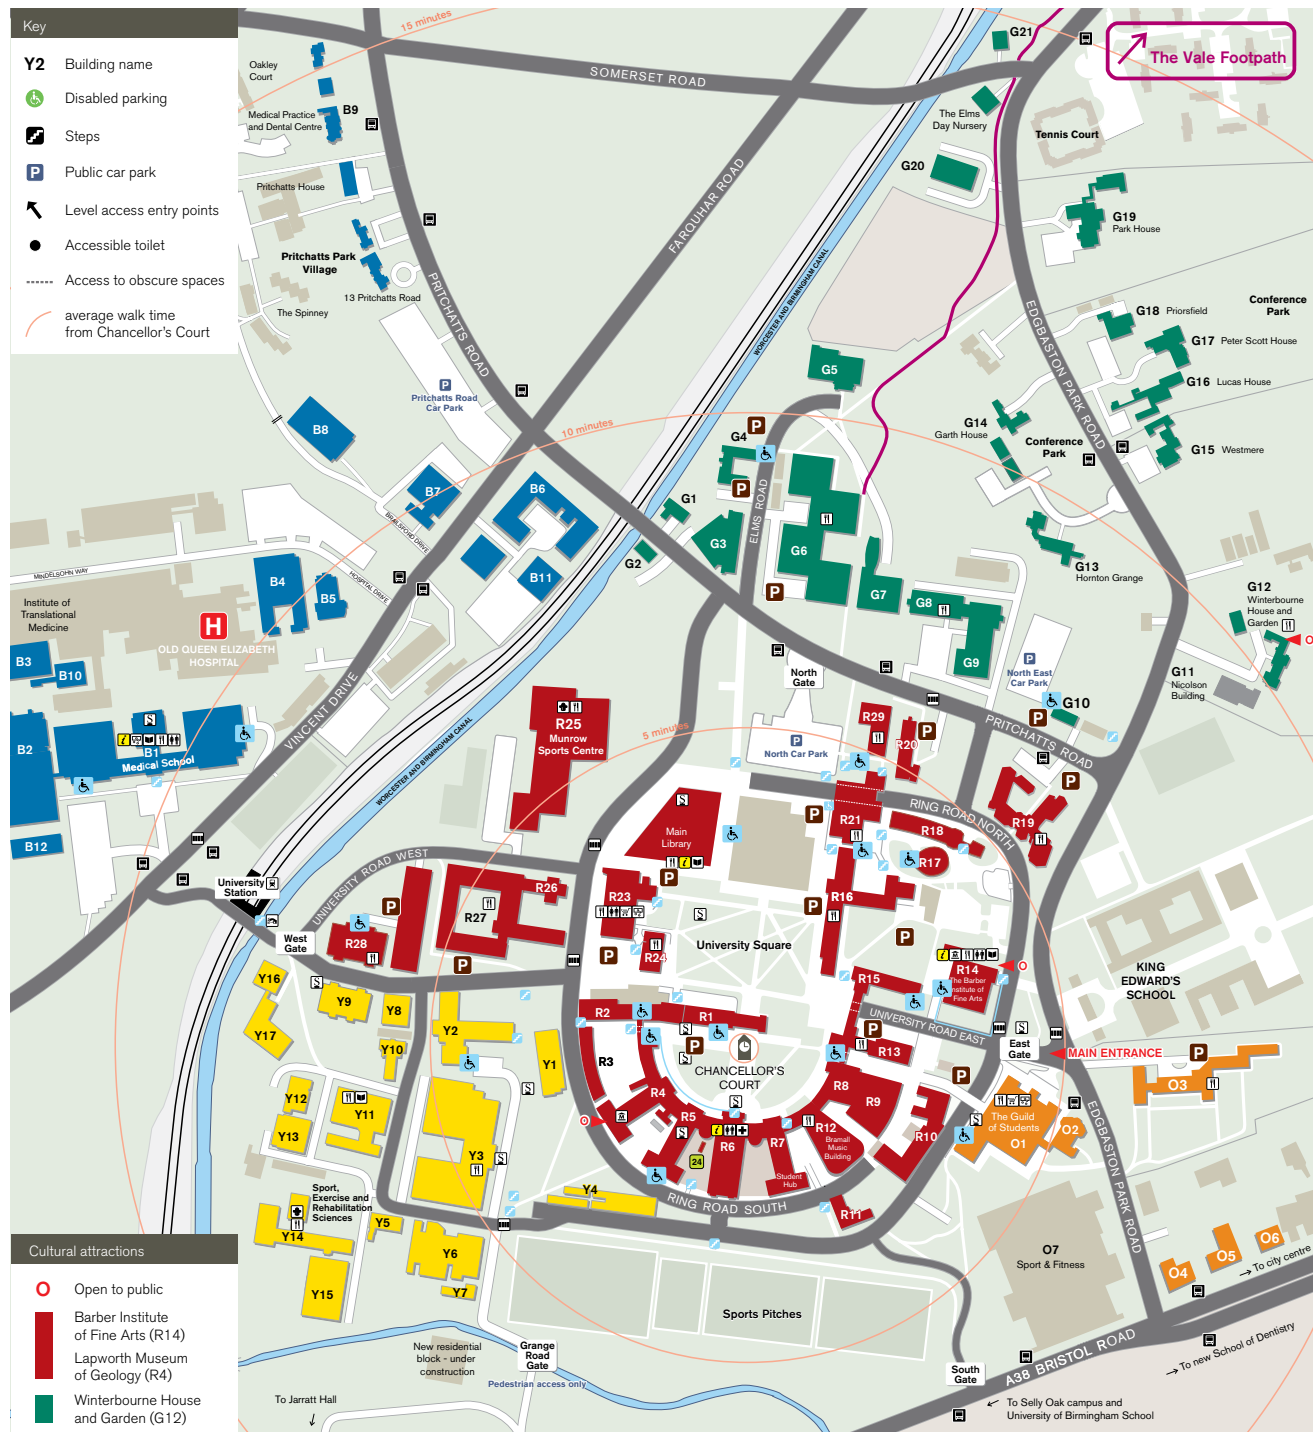 Key
Y2 Building name
Disabled parking
Steps
P Public car park
Level access entry points
Accessible toilet
Access to obscure spaces
average walk time
from Chancellor's Court
15 minutes
Oakley
Court
Medical Practice
and Dental Centre
B9
SOMERSET ROAD
G21
The Vale Footpath
The Elms
Day Nursery
Tennis Court
G20
Pritchatts House
FARQUHAR ROAD
G19
Park House
Pritchatts Park
Village
13 Pritchatts Road
The Spinney
PRITCHATTS ROAD
WORCESTER AND BIRMINGHAM CANAL
EDGBASTON PARK ROAD
Conference
Park
G18 Priorsfield
G17 Peter Scott House
G16 Lucas House
G15 Westmere
G5
P
Pritchatts Road
Car Park
G14
Garth House
Conference
Park
B8
10 minutes
G4
P
P
B7
B6
G1
G3
ELMS ROAD
G6
G2
BRAILSFORD DRIVE
B11
G13
Hornton Grange
MINDELSOHN WAY
HOSPITAL DRIVE
B4
B5
P
G7
G8
G9
G12
Winterbourne
House and
Garden
O
Institute of
Translational
Medicine
H
OLD QUEEN ELIZABETH
HOSPITAL
B3
B10
North
Gate
P
North East
Car Park
G11
Nicolson
Building
VINCENT DRIVE
G10
P
R25
Munrow
Sports Centre
R29
R20
P
PRITCHATTS ROAD
B2
i
B1
Medical School
5 minutes
P
North Car Park
WORCESTER AND BIRMINGHAM CANAL
P
RING ROAD NORTH
R19
B12
Main
Library
i
P
R21
R18
R17
UNIVERSITY ROAD WEST
University
Station
R26
R27
R23
P
R16
P
P
P
West
Gate
R28
P
P
R24
University Square
i
R14
The Barber
Institute of
Fine Arts
O
KING
EDWARD'S
SCHOOL
R15
Y16
Y9
Y8
Y2
R2
R1
UNIVERSITY ROAD EAST
P
East
Gate
MAIN ENTRANCE
P
Y17
Y10
Y1
R3
P
CHANCELLOR'S
COURT
R13
P
O3
Y12
Y11
R4
R8
R9
The Guild
of Students
O1
O2
Y13
O
R5
i
R6
R7
R12
Bramall
Music
Building
R10
EDGBASTON PARK ROAD
Y3
24
Student
Hub
Sport,
Exercise and
Rehabilitation
Sciences
Y4
RING ROAD SOUTH
R11
Y14
Y5
Y6
O7
Sport & Fitness
O6
O5
O4
To city centre
Y15
Y7
Sports Pitches
Cultural attractions
O Open to public
Barber Institute
of Fine Arts (R14)
Lapworth Museum
of Geology (R4)
Winterbourne House
and Garden (G12)
New residential
block - under
construction
Grange
Road
Gate
Pedestrian access only
South
Gate
A38 BRISTOL ROAD
To new School of Dentistry
To Jarratt Hall
To Selly Oak campus and
University of Birmingham School